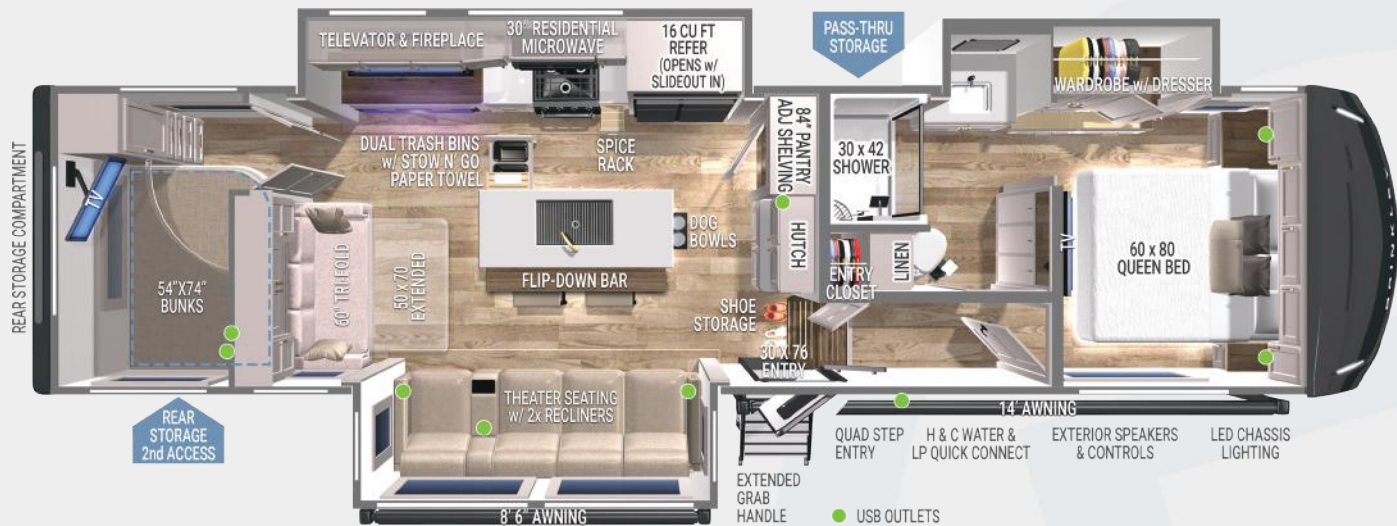 TELEVATOR & FIREPLACE
30" RESIDENTIAL
MICROWAVE
16 CU FT
REFER
(OPENS w/
SLIDEOUT IN)
PASS-THRU
STORAGE
WARDROBE w/ DRESSER
REAR STORAGE COMPARTMENT
TV
DUAL TRASH BINS
w/ STOW N' GO
PAPER TOWEL
SPICE
RACK
84" PANTRY
ADJ SHELVING
30 x 42
SHOWER
54"X74"
BUNKS
60" TRI-FOLD
50 x 70
EXTENDED
DOG
BOWLS
FLIP-DOWN BAR
HUTCH
ENTRY
CLOSET
LINEN
TV
60 x 80
QUEEN BED
SHOE
STORAGE
30 X 76
ENTRY
THEATER SEATING
w/ 2x RECLINERS
REAR
STORAGE
2nd ACCESS
14' AWNING
QUAD STEP
ENTRY
H & C WATER &
LP QUICK CONNECT
EXTERIOR SPEAKERS
& CONTROLS
LED CHASSIS
LIGHTING
EXTENDED
GRAB
HANDLE
8' 6" AWNING
USB OUTLETS